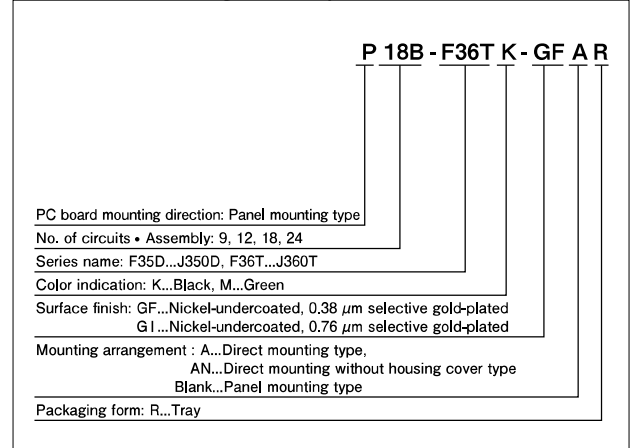 P 18B - F36T K - GF A R
PC board mounting direction: Panel mounting type
No. of circuits • Assembly: 9, 12, 18, 24
Series name: F35D...J350D, F36T...J360T
Color indication: K...Black, M...Green
Surface finish: GF...Nickel-undercoated, 0.38 μm selective gold-plated
GI...Nickel-undercoated, 0.76 μm selective gold-plated
Mounting arrangement : A...Direct mounting type,
AN...Direct mounting without housing cover type
Blank...Panel mounting type
Packaging form: R...Tray